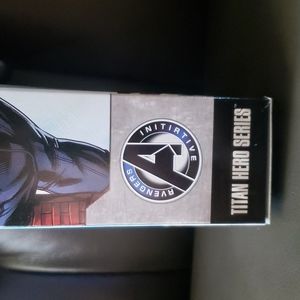 INITIATIVE
A
AVENGERS
TITAN HERO SERIES